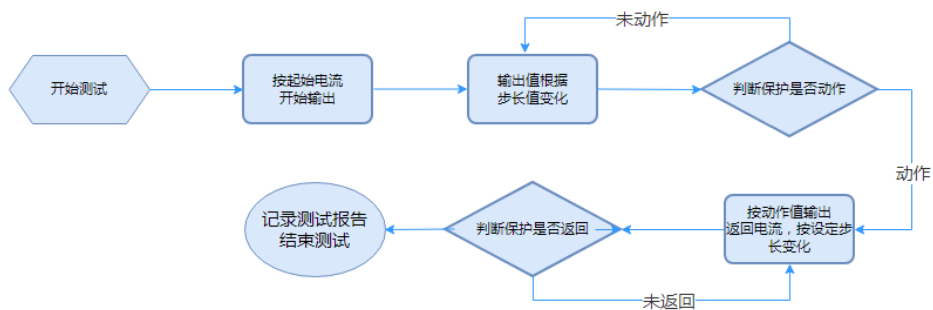 未动作
开始测试
按起始电流
开始输出
输出值根据
步长值变化
判断保护是否动作
动作
按动作值输出
返回电流，按设定步
长变化
判断保护是否返回
记录测试报告
结束测试
未返回